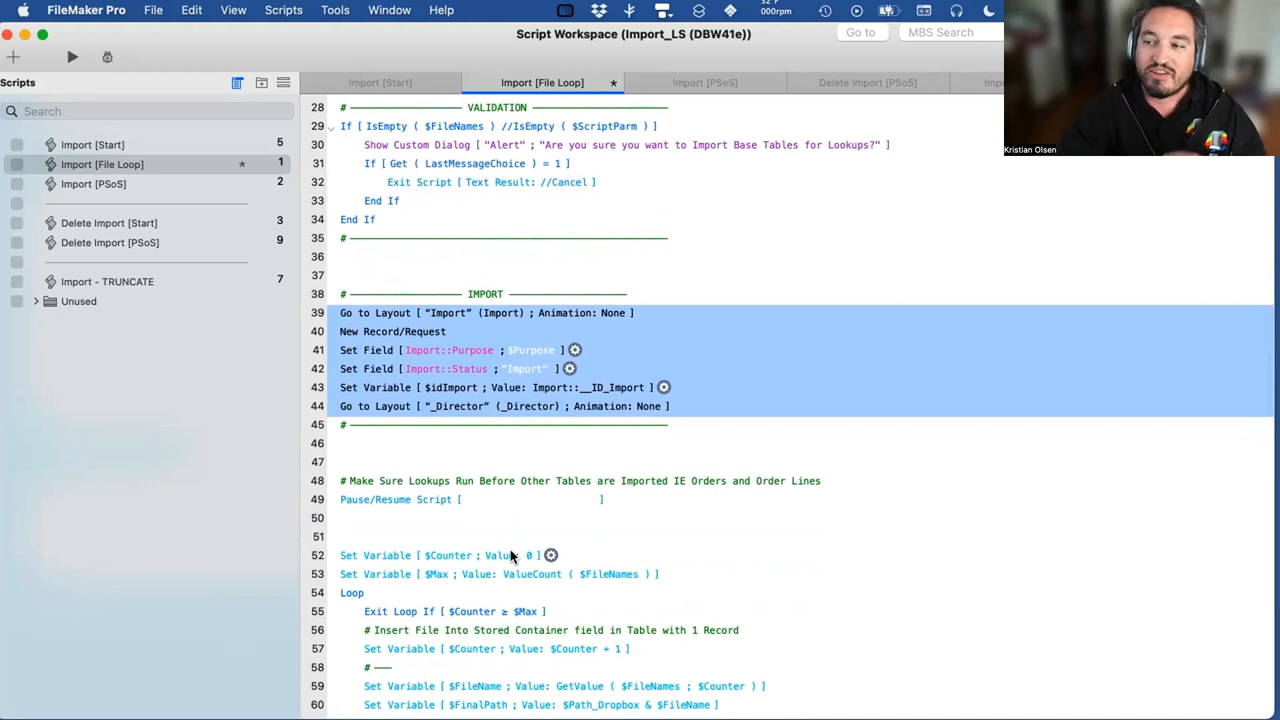 FileMaker Pro File Edit View Scripts Tools Window Help 000rpm
Script Workspace (Import_LS (DBW41e))
Go to
MBS Search
Scripts
Import [Start]
Import [File Loop] *
Import [PSoS]
Delete Import [PSoS]
Search
Import [Start] 5
Import [File Loop] * 1
Import [PSoS] 2
Delete Import [Start] 3
Delete Import [PSoS] 9
Import - TRUNCATE 7
Unused
28 # ——— VALIDATION ———
29 If [ IsEmpty ( $FileNames ) //IsEmpty ( $ScriptParm ) ]
30 Show Custom Dialog [ "Alert" ; "Are you sure you want to Import Base Tables for Lookups?" ]
31 If [ Get ( LastMessageChoice ) = 1 ]
32 Exit Script [ Text Result: //Cancel ]
33 End If
34 End If
35 # ———
36
37
38 # ——— IMPORT ———
39 Go to Layout [ "Import" (Import) ; Animation: None ]
40 New Record/Request
41 Set Field [ Import::Purpose ; $Purpose ]
42 Set Field [ Import::Status ; "Import" ]
43 Set Variable [ $idImport ; Value: Import::__ID_Import ]
44 Go to Layout [ "_Director" (_Director) ; Animation: None ]
45 # ———
46
47
48 # Make Sure Lookups Run Before Other Tables are Imported IE Orders and Order Lines
49 Pause/Resume Script [ ]
50
51
52 Set Variable [ $Counter ; Value: 0 ]
53 Set Variable [ $Max ; Value: ValueCount ( $FileNames ) ]
54 Loop
55 Exit Loop If [ $Counter ≥ $Max ]
56 # Insert File Into Stored Container field in Table with 1 Record
57 Set Variable [ $Counter ; Value: $Counter + 1 ]
58 # ——
59 Set Variable [ $FileName ; Value: GetValue ( $FileNames ; $Counter ) ]
60 Set Variable [ $FinalPath ; Value: $Path_Dropbox & $FileName ]
Kristian Olsen